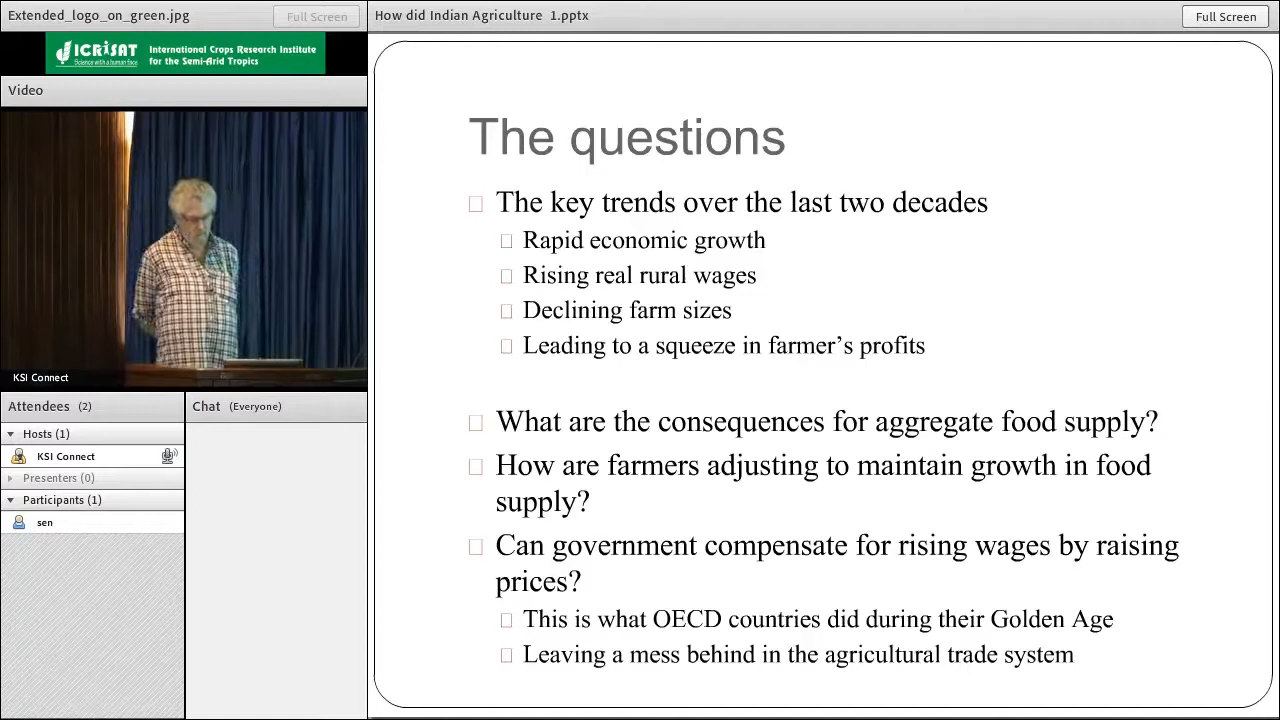 Extended_logo_on_green.jpg
Full Screen
How did Indian Agriculture 1.pptx
Full Screen
ICRISAT
Science with a human face
International Crops Research Institute
for the Semi-Arid Tropics
Video
The questions
The key trends over the last two decades
Rapid economic growth
Rising real rural wages
Declining farm sizes
Leading to a squeeze in farmer's profits
What are the consequences for aggregate food supply?
How are farmers adjusting to maintain growth in food
supply?
Can government compensate for rising wages by raising
prices?
This is what OECD countries did during their Golden Age
Leaving a mess behind in the agricultural trade system
KSI Connect
Attendees (2)
Chat (Everyone)
Hosts (1)
KSI Connect
Presenters (0)
Participants (1)
sen